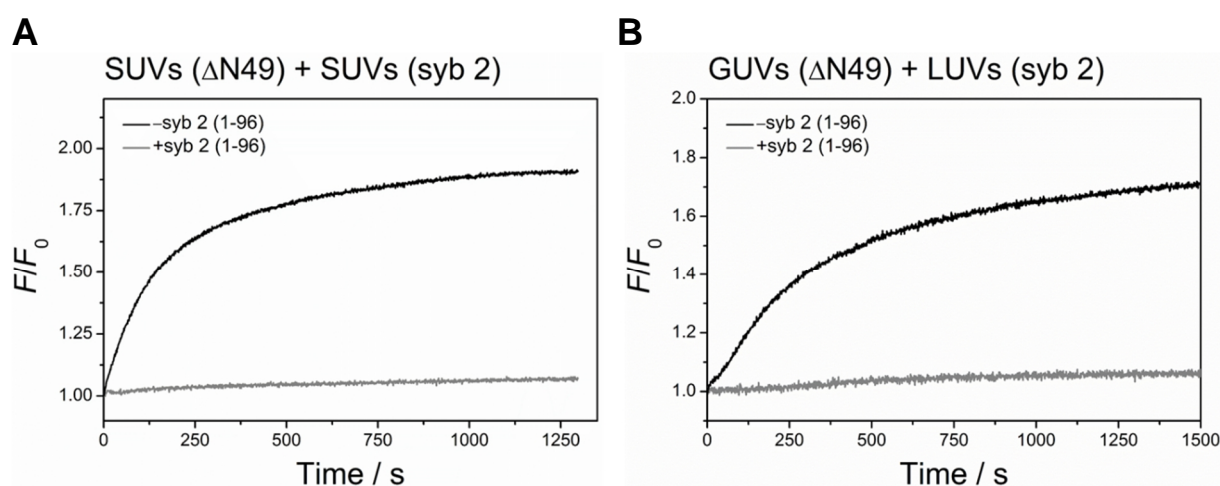 A
SUVs (ΔN49) + SUVs (syb 2)
–syb 2 (1-96)
+syb 2 (1-96)
2.00
1.75
1.50
1.25
1.00
F/F0
0 250 500 750 1000 1250
Time / s
B
GUVs (ΔN49) + LUVs (syb 2)
–syb 2 (1-96)
+syb 2 (1-96)
2.0
1.8
1.6
1.4
1.2
1.0
F/F0
0 250 500 750 1000 1250 1500
Time / s